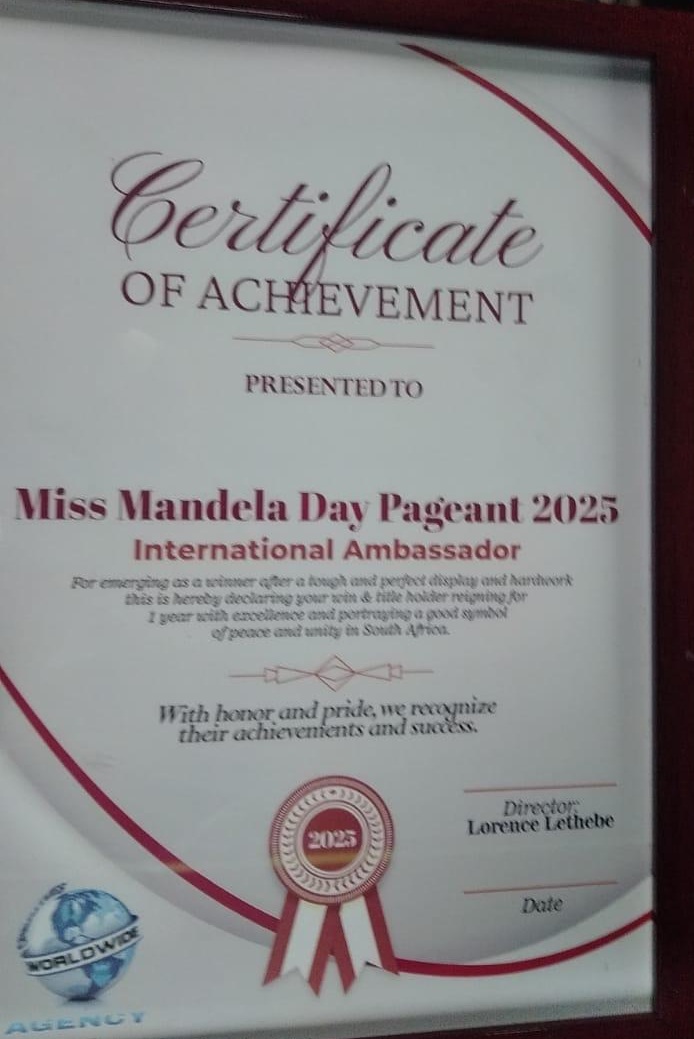 Certificate
OF ACHIEVEMENT
PRESENTED TO
Miss Mandela Day Pageant 2025
International Ambassador
For emerging as a winner after a tough and perfect display and hardwork
this is hereby declaring your win & title holder reigning for
1 year with excellence and portraying a good symbol
of peace and unity in South Africa.
With honor and pride, we recognize
their achievements and success.
2025
Director:
Lorence Lethebe
Date
WORLDWIDE
AGENCY